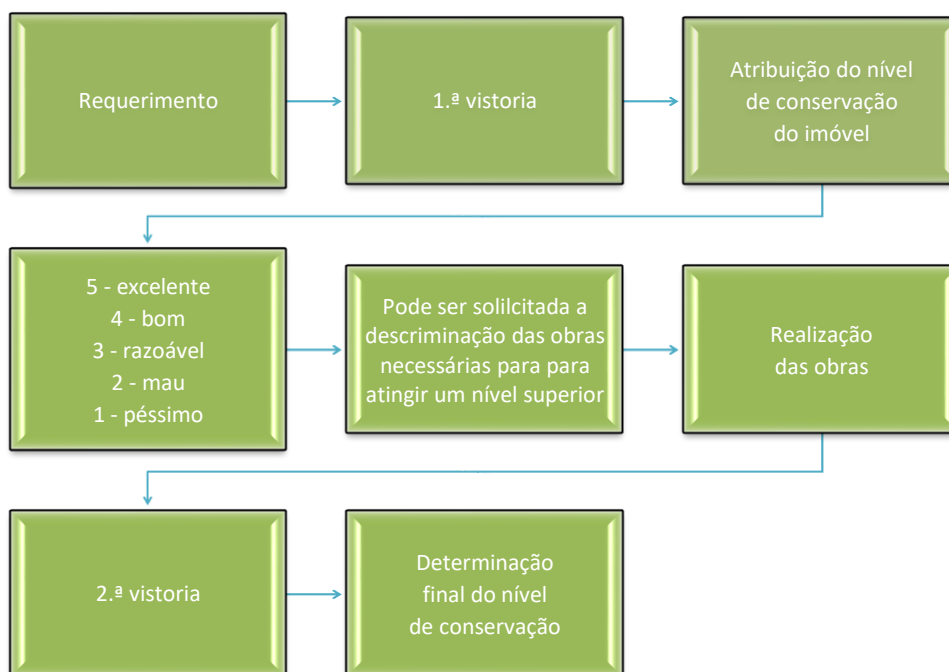 Requerimento
1.ª vistoria
Atribuição do nível
de conservação
do imóvel
5 - excelente
4 - bom
3 - razoável
2 - mau
1 - péssimo
Pode ser solilcitada a
descriminação das obras
necessárias para para
atingir um nível superior
Realização
das obras
2.ª vistoria
Determinação
final do nível
de conservação